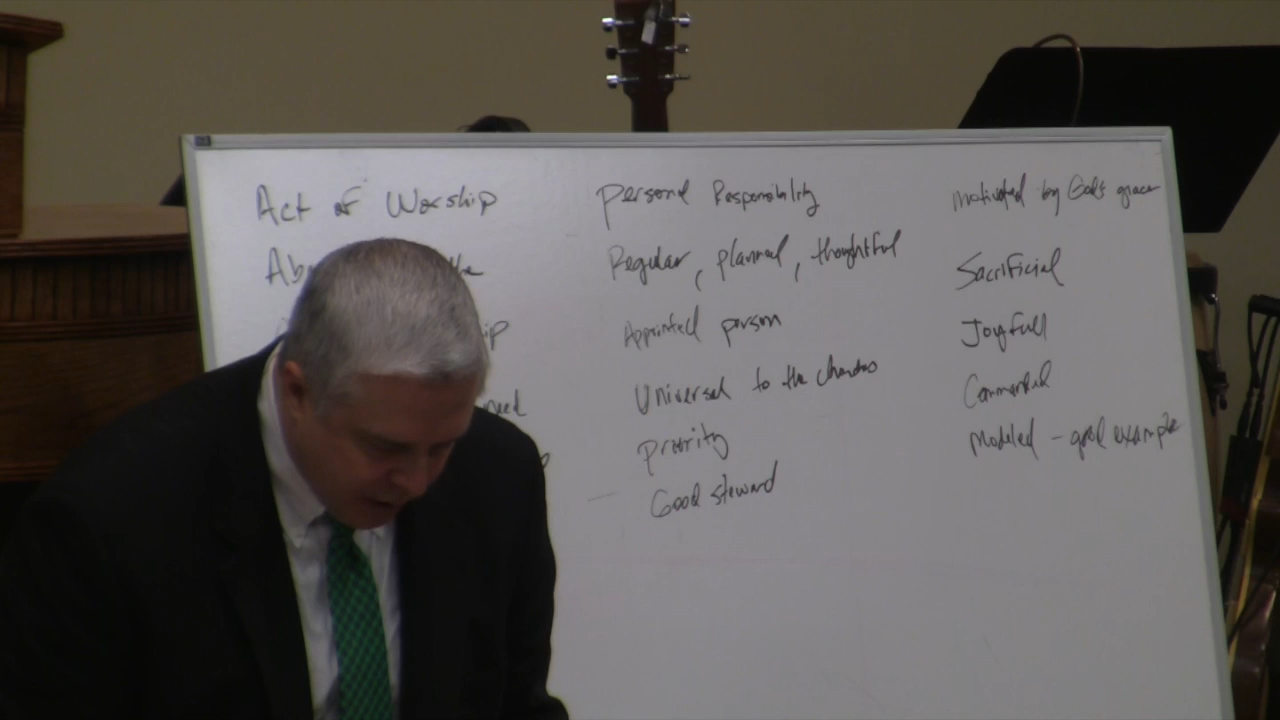 Act of Worship
need
Personal Responsibility
Regular, planned, thoughtful
Appointed person
Universal to the
Priority
Good steward
Motivated by God's grace
Sacrificial
Joyfull
Commanded
Modeled - good example